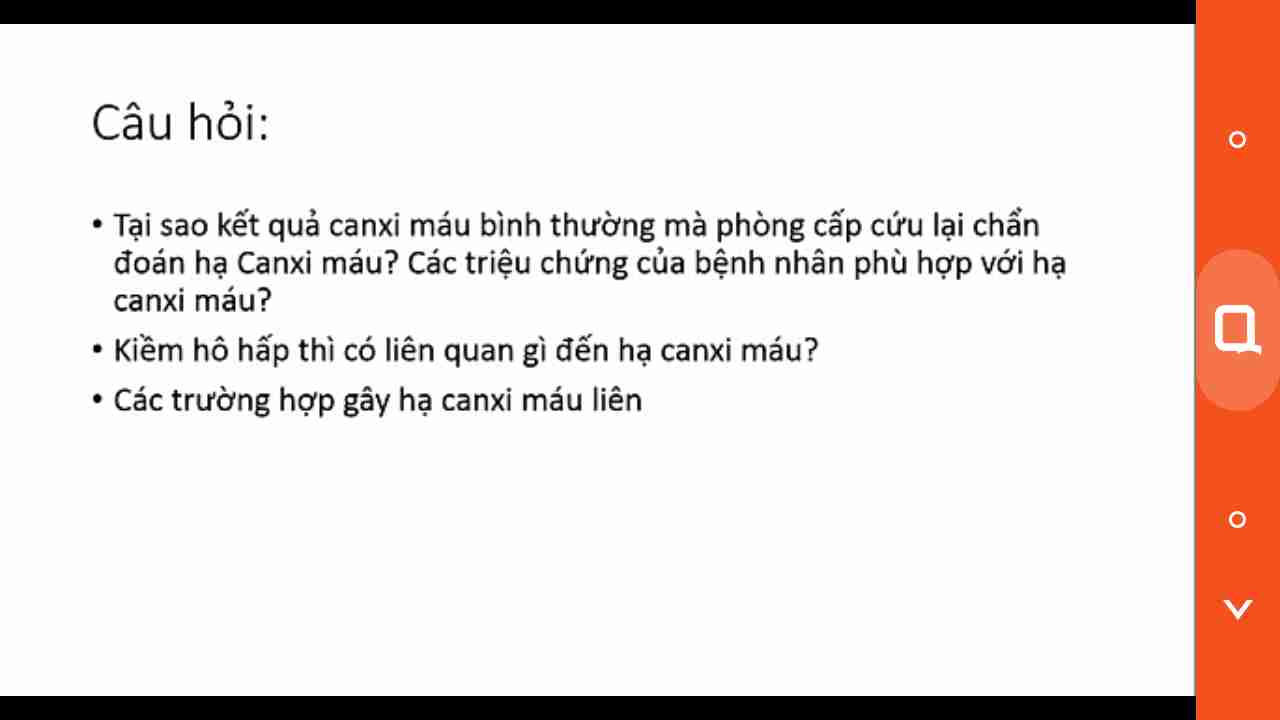 Câu hỏi:
• Tại sao kết quả canxi máu bình thường mà phòng cấp cứu lại chẩn
đoán hạ Canxi máu? Các triệu chứng của bệnh nhân phù hợp với hạ
canxi máu?
• Kiềm hô hấp thì có liên quan gì đến hạ canxi máu?
• Các trường hợp gây hạ canxi máu liên